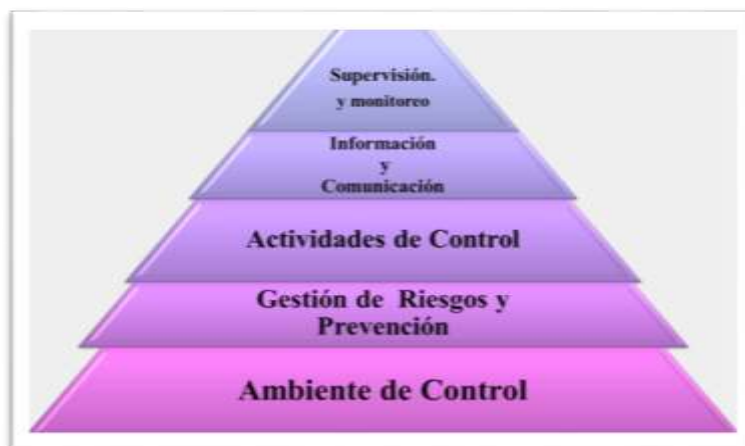 Supervisión.
y monitoreo
Información
y
Comunicación
Actividades de Control
Gestión de Riesgos y
Prevención
Ambiente de Control